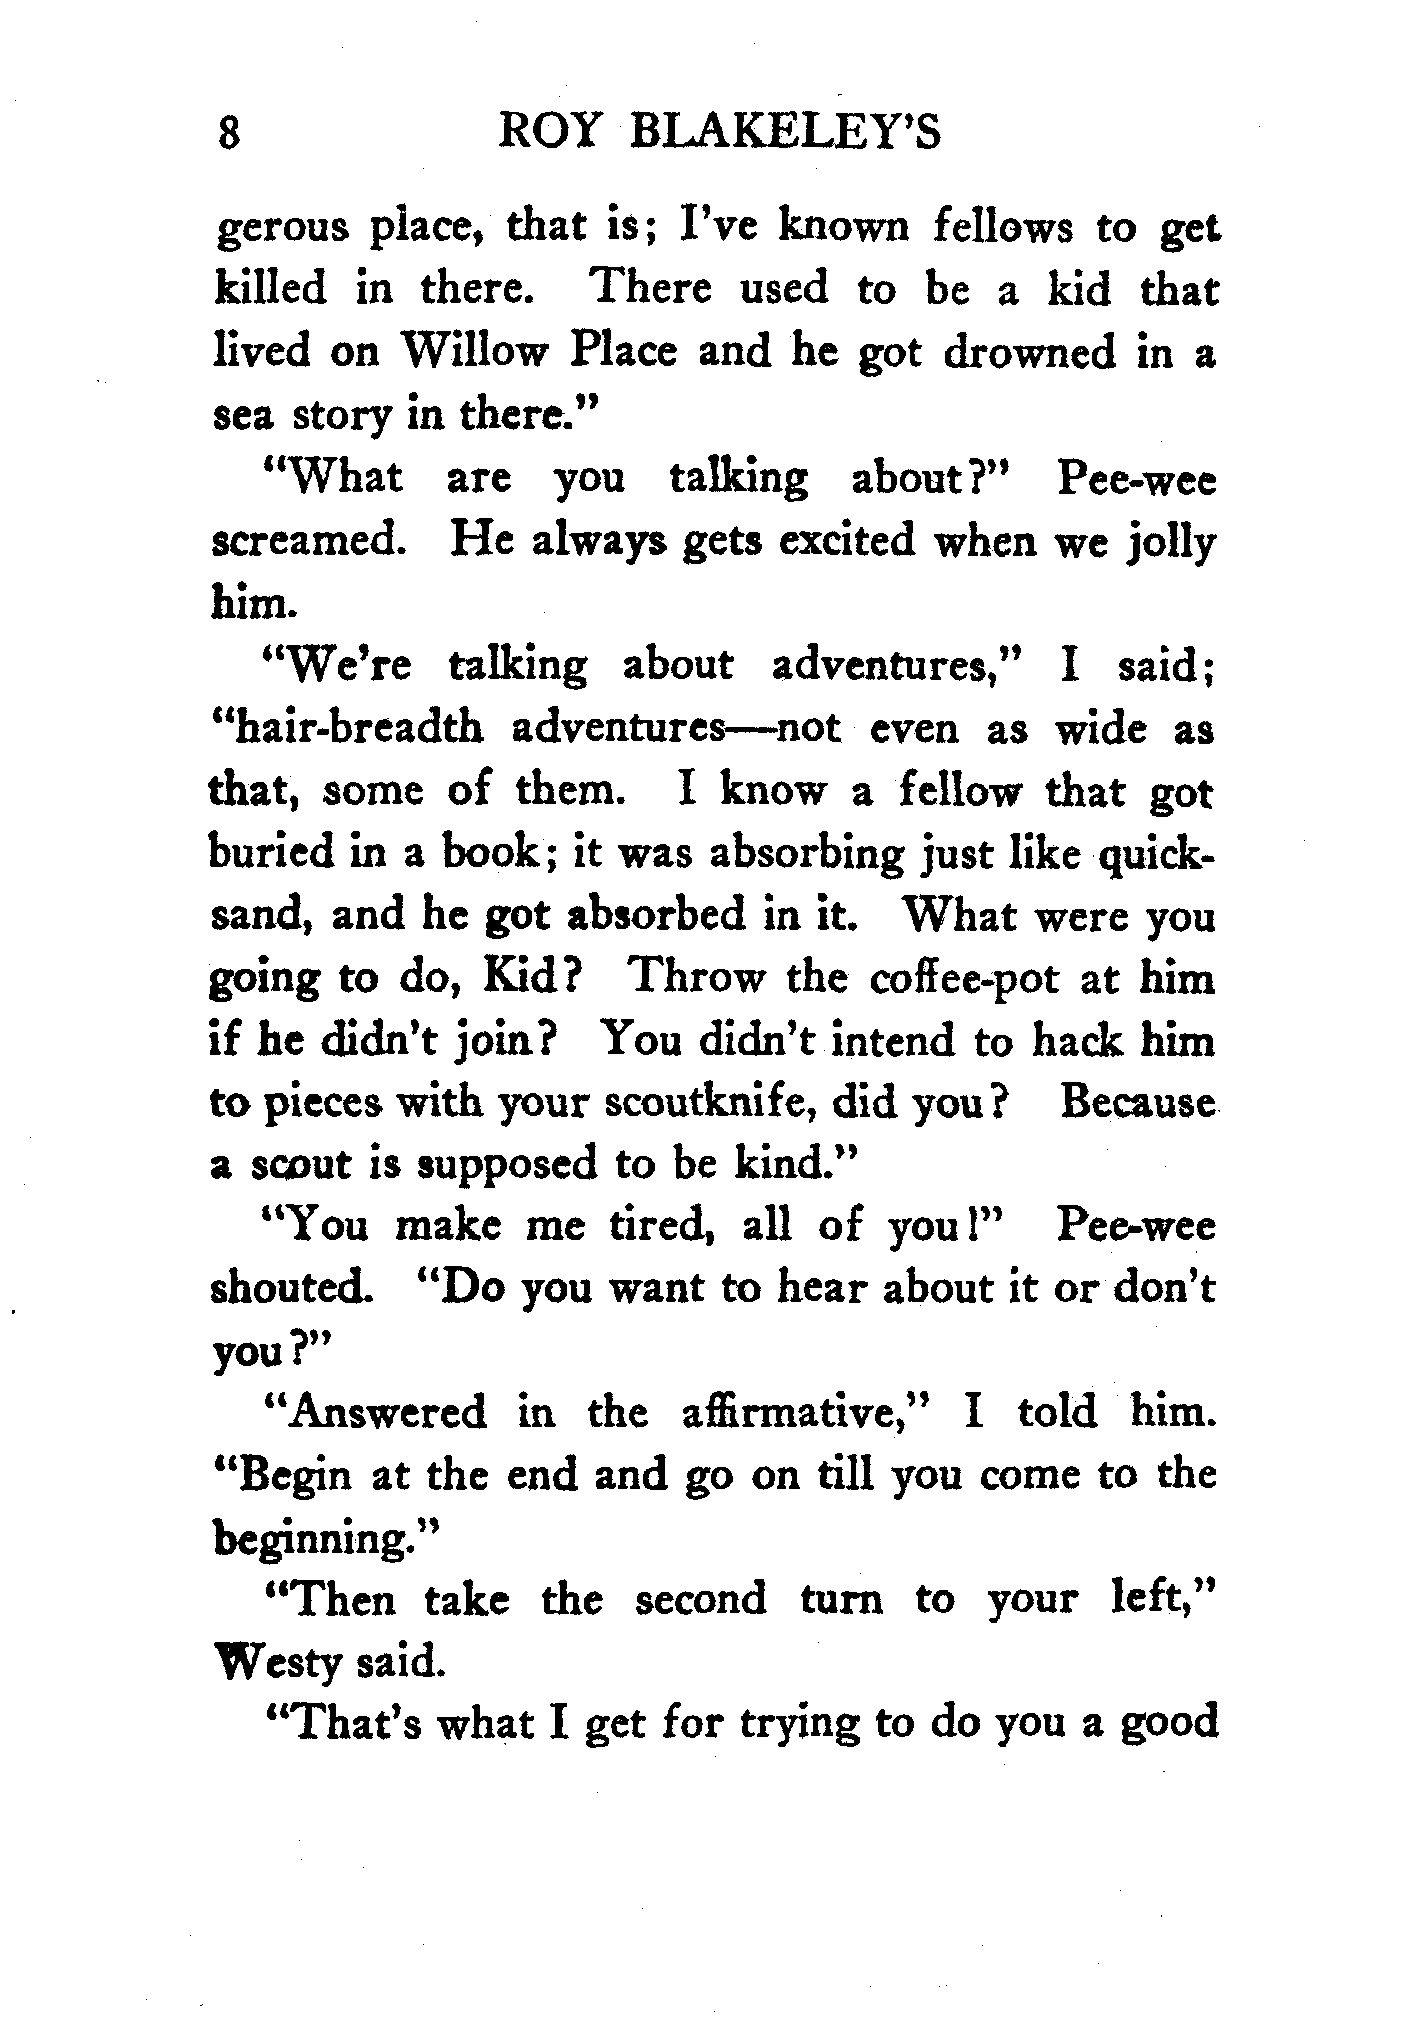 8 ROY BLAKELEY'S
gerous place, that is; I've known fellows to get
killed in there. There used to be a kid that
lived on Willow Place and he got drowned in a
sea story in there."
"What are you talking about?" Pee-wee
screamed. He always gets excited when we jolly
him.
"We're talking about adventures," I said;
"hair-breadth adventures—not even as wide as
that, some of them. I know a fellow that got
buried in a book; it was absorbing just like quick-
sand, and he got absorbed in it. What were you
going to do, Kid? Throw the coffee-pot at him
if he didn't join? You didn't intend to hack him
to pieces with your scoutknife, did you? Because
a scout is supposed to be kind."
"You make me tired, all of you!" Pee-wee
shouted. "Do you want to hear about it or don't
you?"
"Answered in the affirmative," I told him.
"Begin at the end and go on till you come to the
beginning."
"Then take the second turn to your left,"
Westy said.
"That's what I get for trying to do you a good